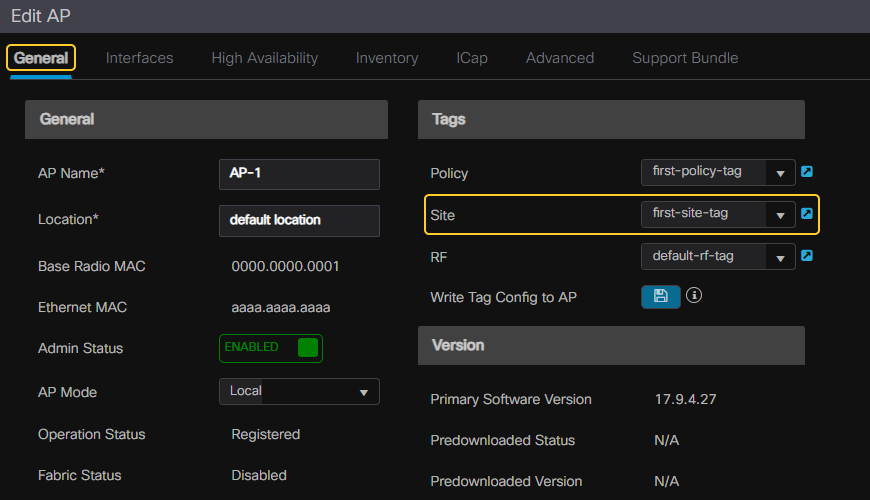 Edit AP
General Interfaces High Availability Inventory ICap Advanced Support Bundle
General
AP Name* AP-1
Location* default location
Base Radio MAC 0000.0000.0001
Ethernet MAC aaaa.aaaa.aaaa
Admin Status ENABLED
AP Mode Local
Operation Status Registered
Fabric Status Disabled
Tags
Policy first-policy-tag
Site first-site-tag
RF default-rf-tag
Write Tag Config to AP
Version
Primary Software Version 17.9.4.27
Predownloaded Status N/A
Predownloaded Version N/A